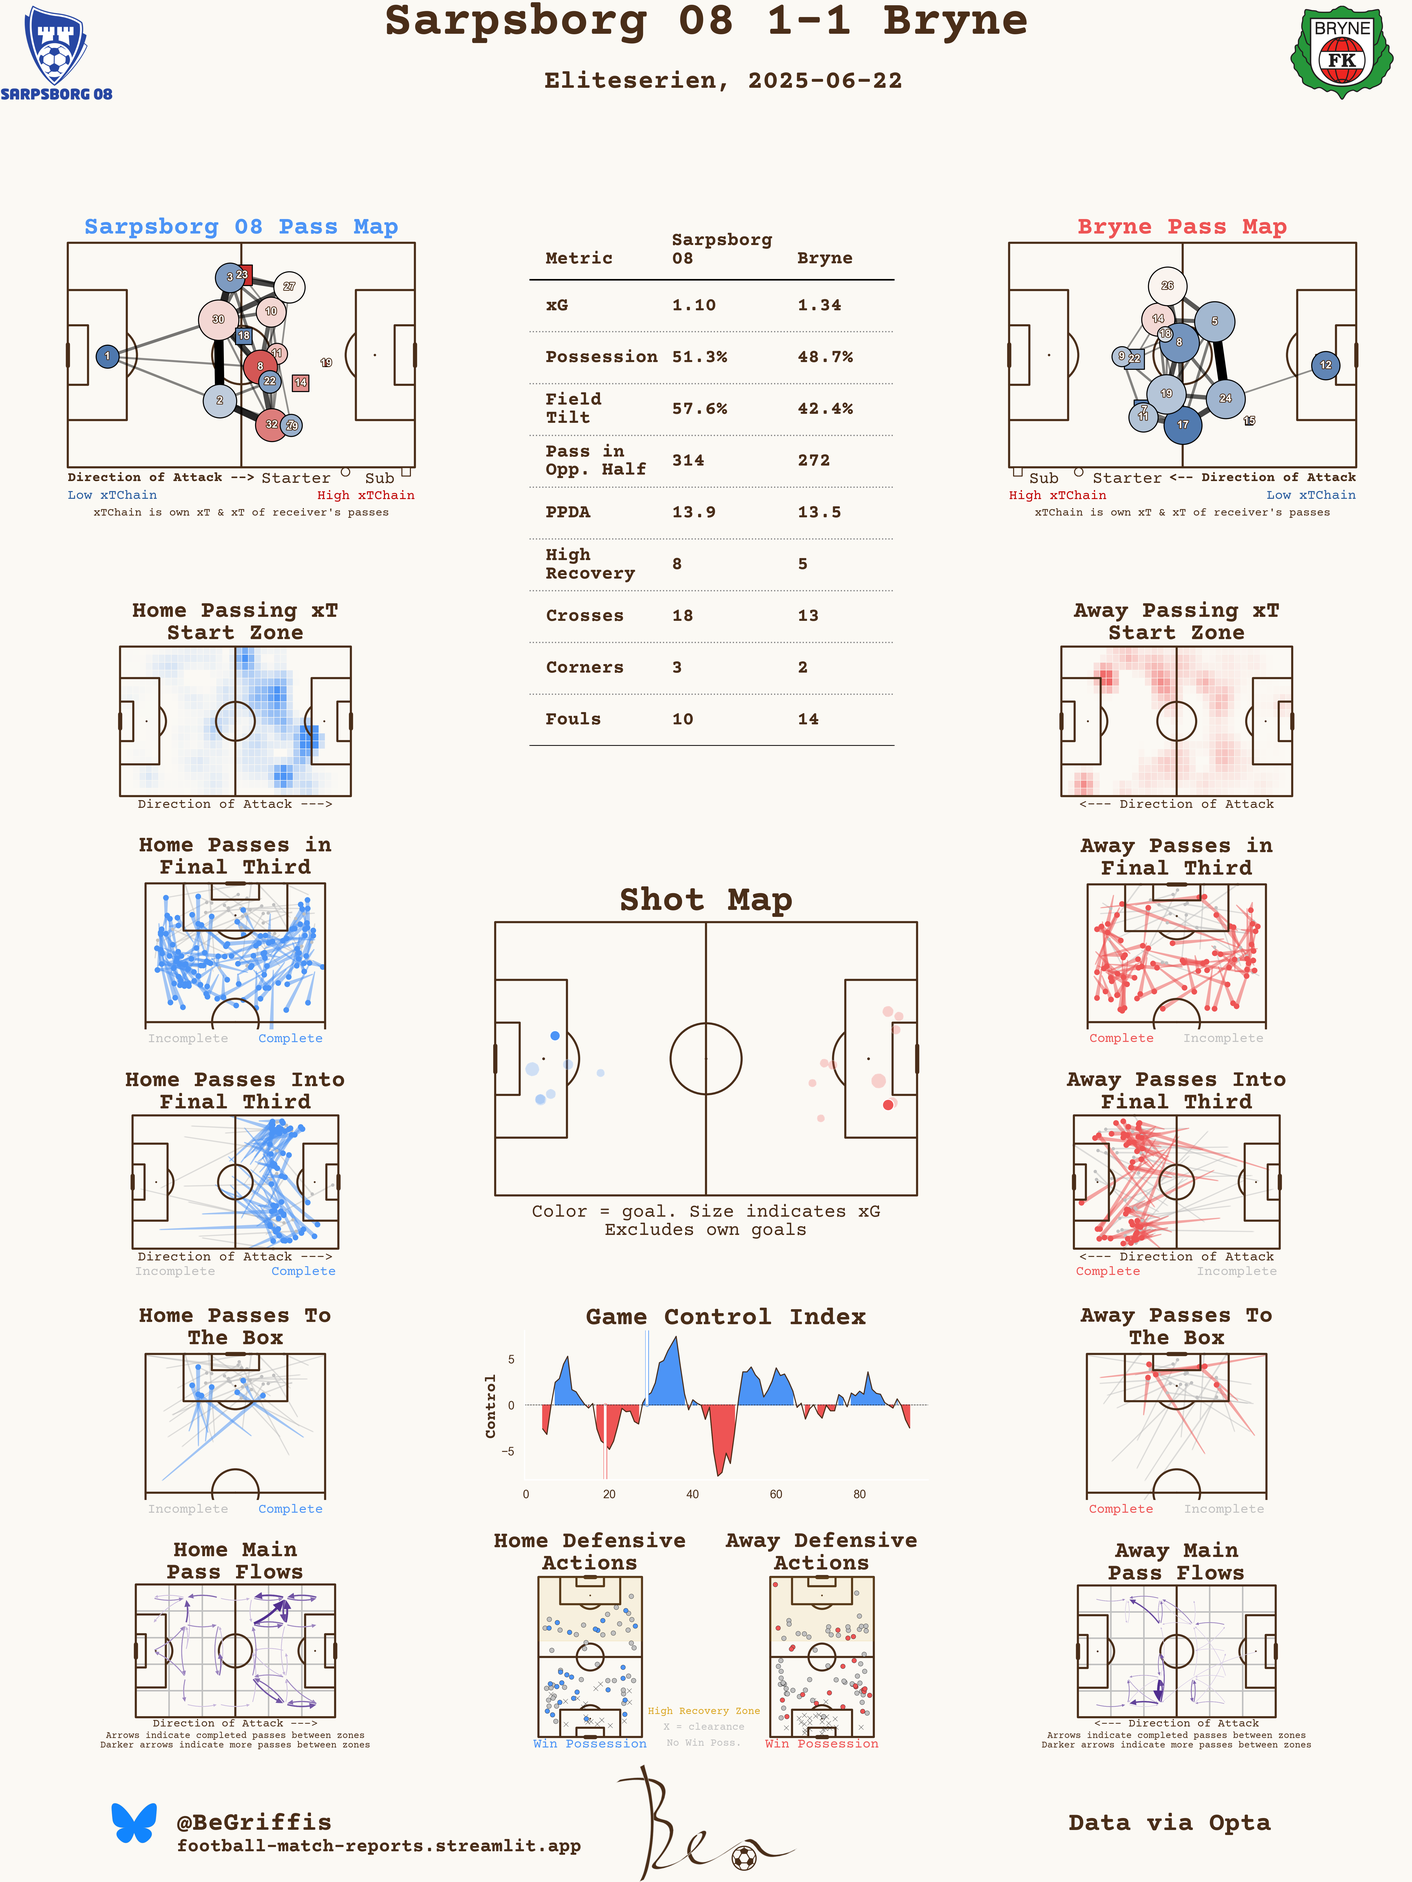 Sarpsborg 08 1-1 Bryne
Eliteserien, 2025-06-22
SARPSBORG 08
BRYNE
FK
Sarpsborg 08 Pass Map
3
23
27
30
10
18
1
11
8
19
22
14
2
32
29
Direction of Attack --> Starter Sub
Low xTChain High xTChain
xTChain is own xT & xT of receiver's passes
Metric Sarpsborg 08 Bryne
xG 1.10 1.34
Possession 51.3% 48.7%
Field Tilt 57.6% 42.4%
Pass in Opp. Half 314 272
PPDA 13.9 13.5
High Recovery 8 5
Crosses 18 13
Corners 3 2
Fouls 10 14
Bryne Pass Map
26
14
5
18
8
9
22
12
19
24
7
11
17
15
Sub Starter <-- Direction of Attack
High xTChain Low xTChain
xTChain is own xT & xT of receiver's passes
Home Passing xT
Start Zone
Direction of Attack --->
Away Passing xT
Start Zone
<--- Direction of Attack
Home Passes in
Final Third
Incomplete Complete
Away Passes in
Final Third
Complete Incomplete
Shot Map
Color = goal. Size indicates xG
Excludes own goals
Home Passes Into
Final Third
Direction of Attack --->
Incomplete Complete
Away Passes Into
Final Third
<--- Direction of Attack
Complete Incomplete
Home Passes To
The Box
Incomplete Complete
Game Control Index
Control
5
0
−5
0 20 40 60 80
Away Passes To
The Box
Complete Incomplete
Home Main
Pass Flows
Direction of Attack --->
Arrows indicate completed passes between zones
Darker arrows indicate more passes between zones
Home Defensive
Actions
Win Possession
Away Defensive
Actions
Win Possession
High Recovery Zone
X = clearance
No Win Poss.
Away Main
Pass Flows
<--- Direction of Attack
Arrows indicate completed passes between zones
Darker arrows indicate more passes between zones
@BeGriffis
football-match-reports.streamlit.app
Ben
Data via Opta